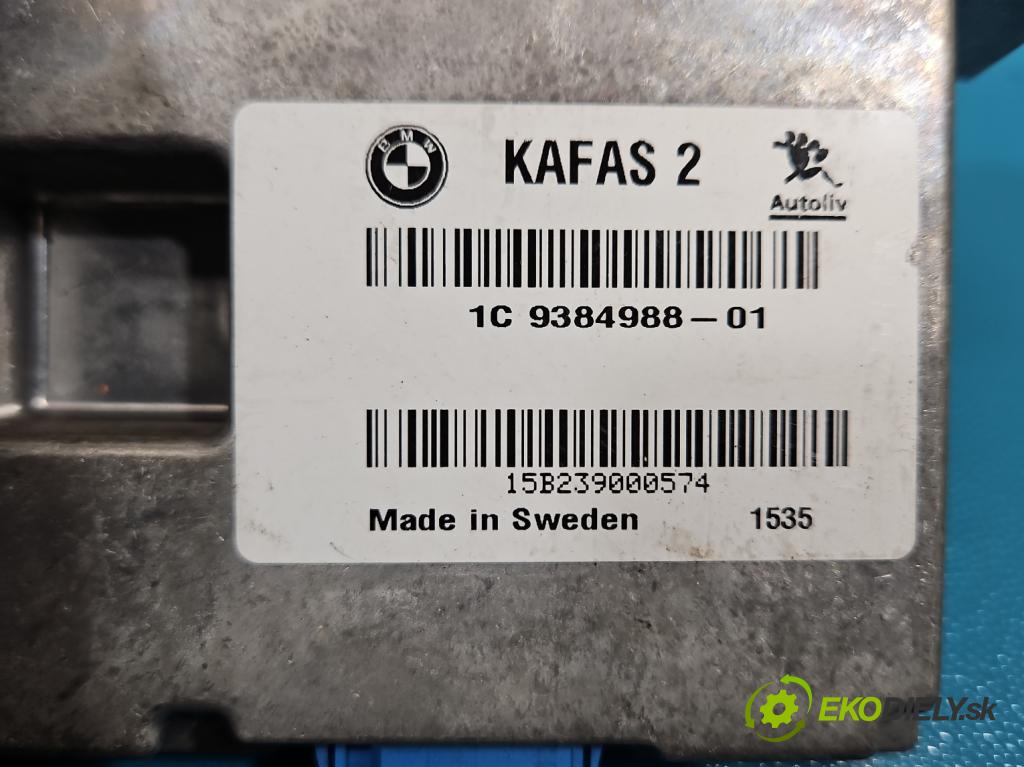 BMW
KAFAS 2
Autoliv
1C 9384988-01
15B239000574
Made in Sweden 1535
EKODIELY.sk